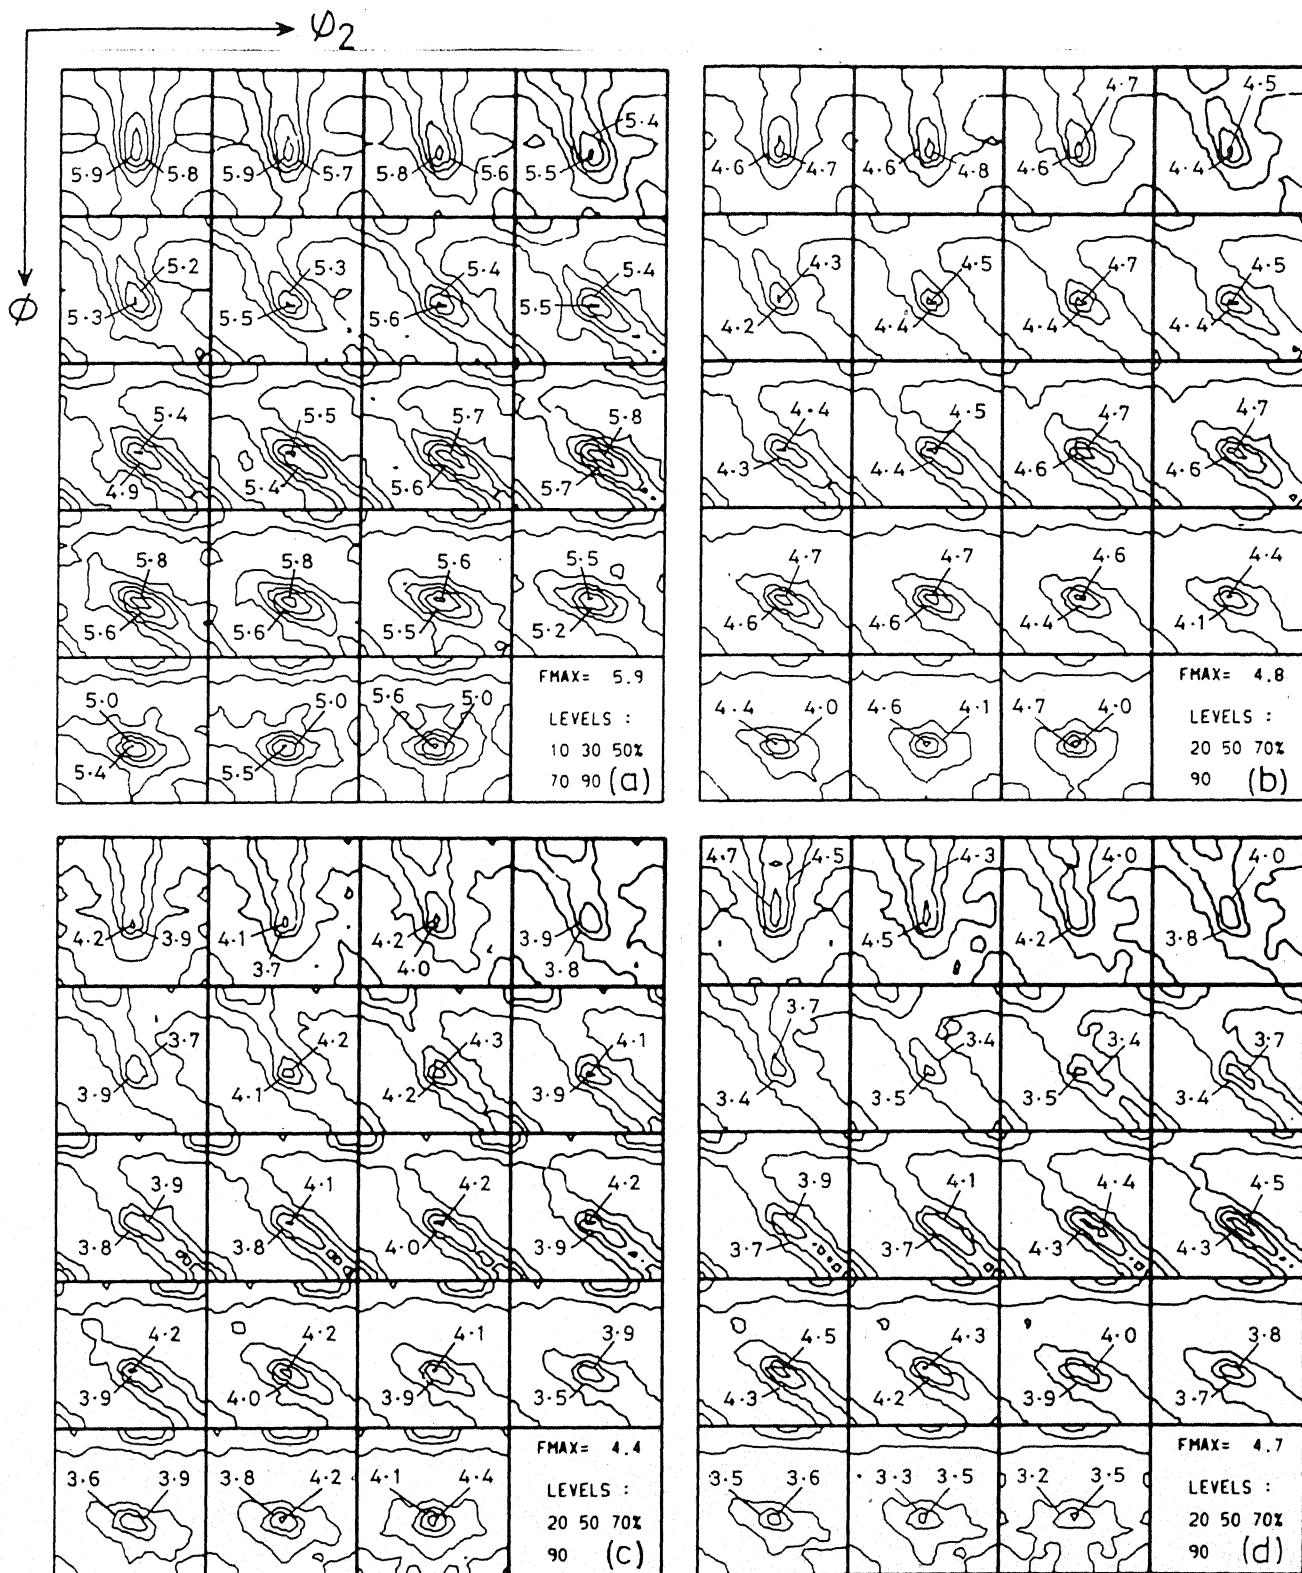 φ2
ϕ
5.9 5.8 5.9 5.7 5.8 5.6 5.5 5.4
5.3 5.2 5.5 5.3 5.6 5.4 5.5 5.4
5.4 4.9 5.5 5.4 5.7 5.6 5.8 5.7
5.8 5.6 5.8 5.6 5.6 5.5 5.5 5.2
5.0 5.4 5.0 5.5 5.6 5.0
FMAX= 5.9
LEVELS :
10 30 50%
70 90 (a)
4.6 4.7 4.6 4.8 4.6 4.7 4.4 4.5
4.3 4.2 4.5 4.4 4.7 4.4 4.5 4.4
4.4 4.3 4.5 4.4 4.7 4.6 4.7 4.6
4.7 4.6 4.7 4.6 4.6 4.4 4.4 4.1
4.4 4.0 4.6 4.1 4.7 4.0
FMAX= 4.8
LEVELS :
20 50 70%
90 (b)
4.2 3.9 4.1 3.7 4.2 4.0 3.9 3.8
3.7 3.9 4.2 4.1 4.3 4.2 4.1 3.9
3.9 3.8 4.1 3.8 4.2 4.0 4.2 3.9
4.2 3.9 4.2 4.0 4.1 3.9 3.9 3.5
3.6 3.9 3.8 4.2 4.1 4.4
FMAX= 4.4
LEVELS :
20 50 70%
90 (c)
4.7 4.5 4.3 4.5 4.0 4.2 4.0 3.8
3.7 3.4 3.4 3.5 3.4 3.5 3.7 3.4
3.9 3.7 4.1 3.7 4.4 4.3 4.5 4.3
4.5 4.3 4.3 4.2 4.0 3.9 3.8 3.7
3.5 3.6 3.3 3.5 3.2 3.5
FMAX= 4.7
LEVELS :
20 50 70%
90 (d)